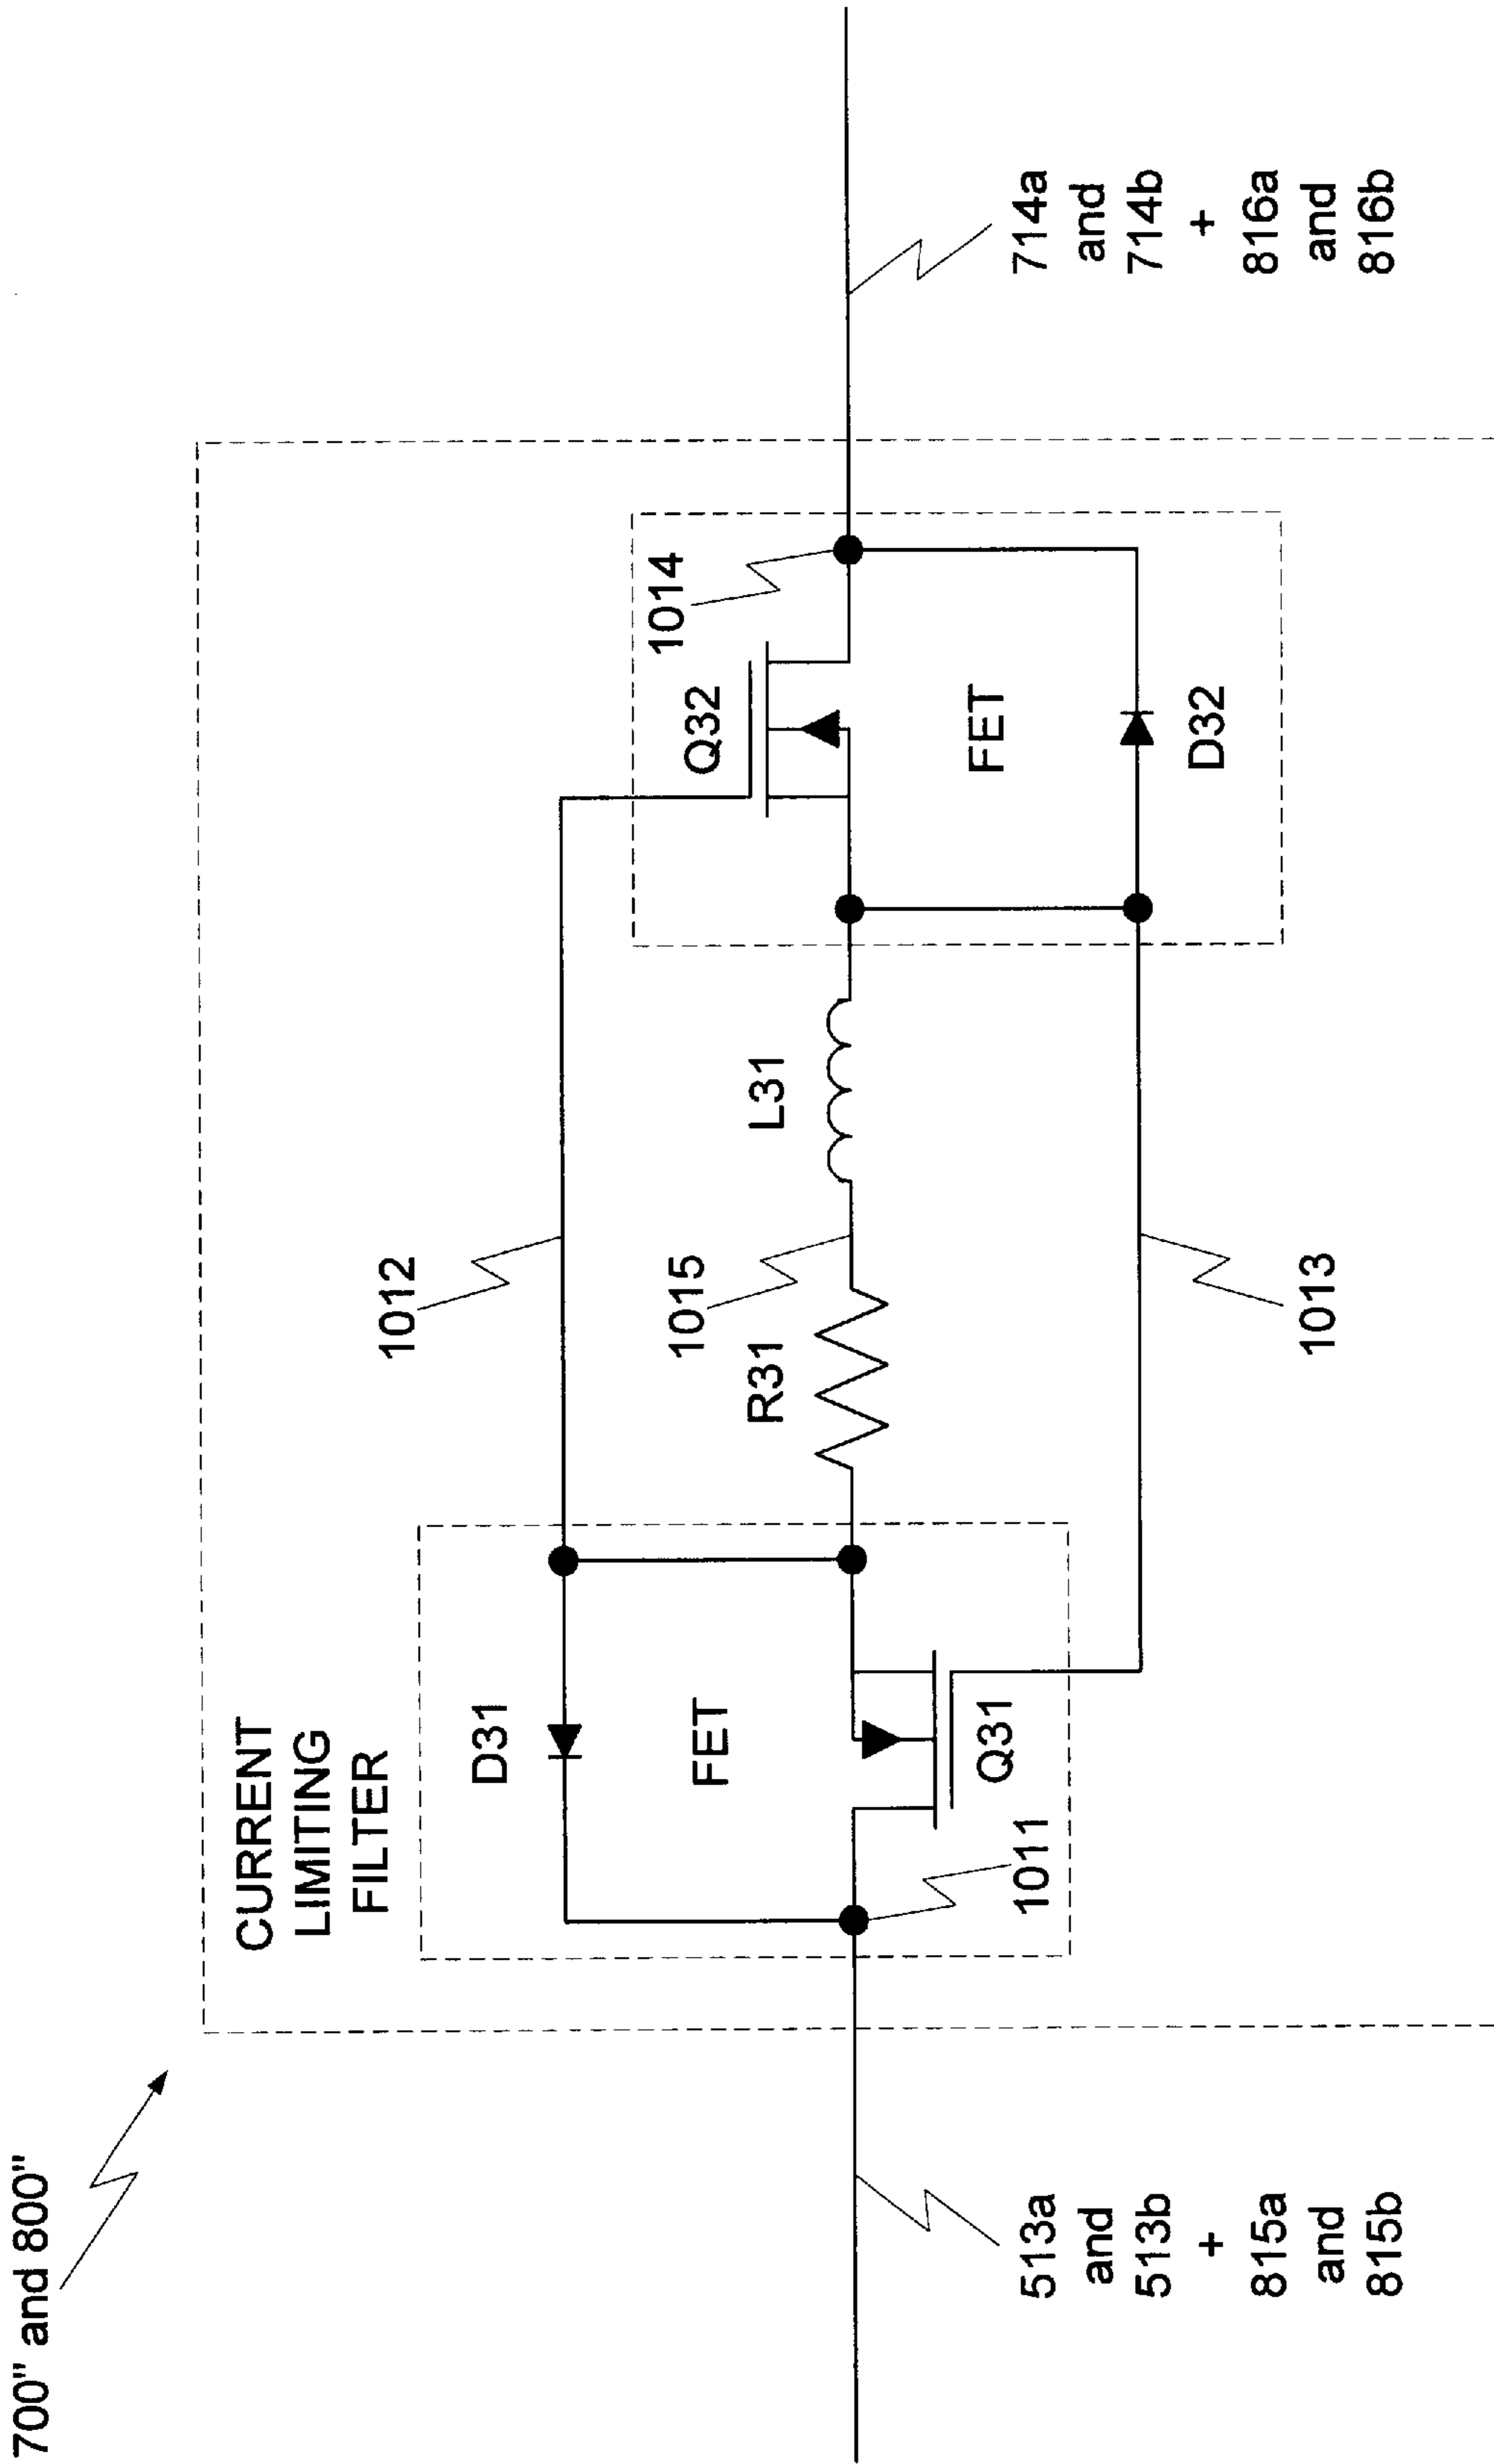 700" and 800"
CURRENT
LIMITING
FILTER
1012
D31
1014
Q32
FET
1015
R31
L31
FET
Q31
D32
1011
1013
513a
and
513b
+
815a
and
815b
714a
and
714b
+
816a
and
816b